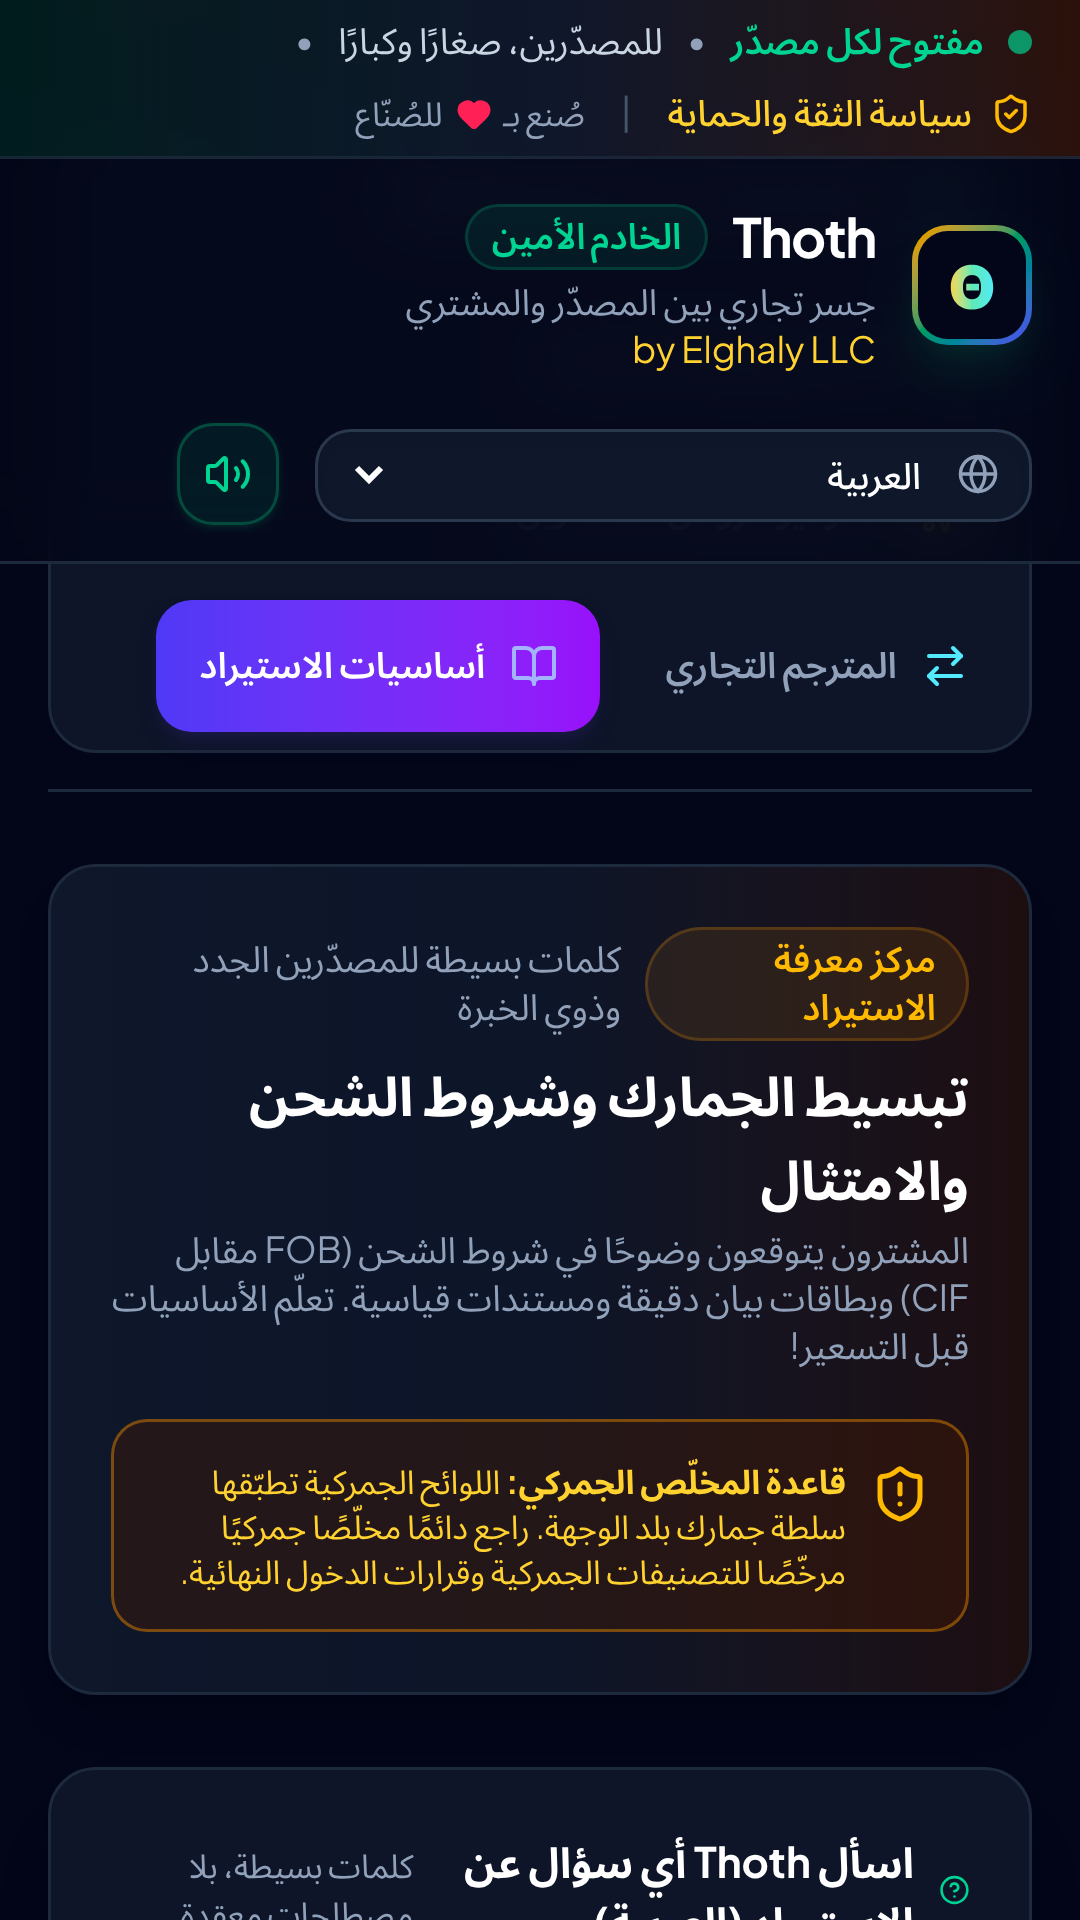 مفتوح لكل مصدّر • للمصدّرين، صغارًا وكبارًا •
سياسة الثقة والحماية | صُنع بـ ❤ للصُنّاع
Thoth الخادم الأمين
جسر تجاري بين المصدّر والمشتري
by Elghaly LLC
العربية
المترجم التجاري
أساسيات الاستيراد
مركز معرفة
الاستيراد
كلمات بسيطة للمصدّرين الجدد
وذوي الخبرة
تبسيط الجمارك وشروط الشحن
والامتثال
المشترون يتوقعون وضوحًا في شروط الشحن (FOB مقابل
CIF) وبطاقات بيان دقيقة ومستندات قياسية. تعلّم الأساسيات
قبل التسعير!
قاعدة المخلّص الجمركي: اللوائح الجمركية تطبّقها
سلطة جمارك بلد الوجهة. راجع دائمًا مخلّصًا جمركيًا
مرخّصًا للتصنيفات الجمركية وقرارات الدخول النهائية.
اسأل Thoth أي سؤال عن
الاستيراد (العربية)
كلمات بسيطة، بلا
مصطلحات معقدة